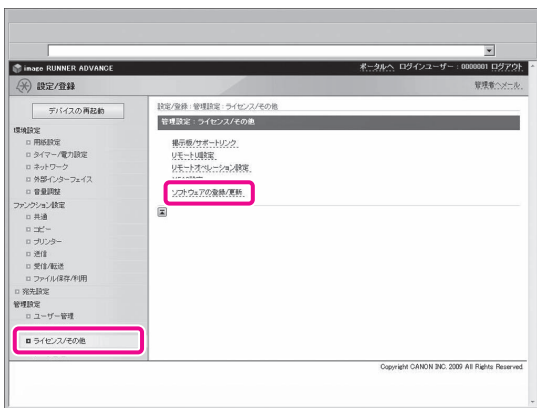 image RUNNER ADVANCE
ポータルへ ログインユーザー : 0000001 ログアウト
設定/登録
管理者へメール
デバイスの再起動
設定/登録 : 管理設定 : ライセンス/その他
管理設定 : ライセンス/その他
環境設定
用紙設定
タイマー/電力設定
ネットワーク
外部インターフェイス
音量調整
ファンクション設定
共通
コピー
プリンター
送信
受信/転送
ファイル保存/利用
宛先設定
管理設定
ユーザー管理
ライセンス/その他
掲示板/サポートリンク
リモートUI設定
リモートオペレーション設定
ソフトウェアの登録/更新
Copyright CANON INC. 2009 All Rights Reserved